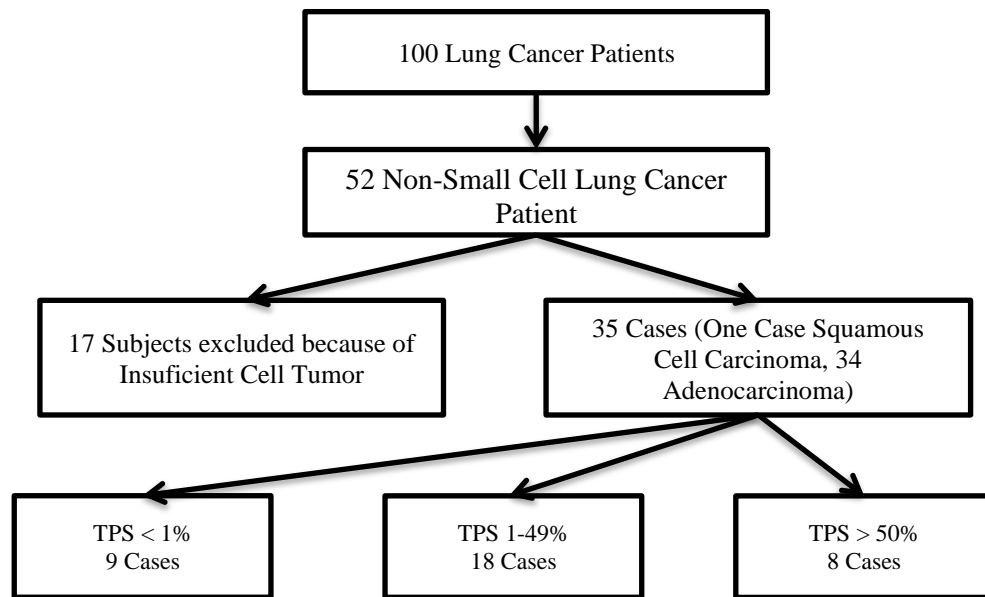 100 Lung Cancer Patients
52 Non-Small Cell Lung Cancer
Patient
17 Subjects excluded because of
Insuficient Cell Tumor
35 Cases (One Case Squamous
Cell Carcinoma, 34
Adenocarcinoma)
TPS < 1%
9 Cases
TPS 1-49%
18 Cases
TPS > 50%
8 Cases